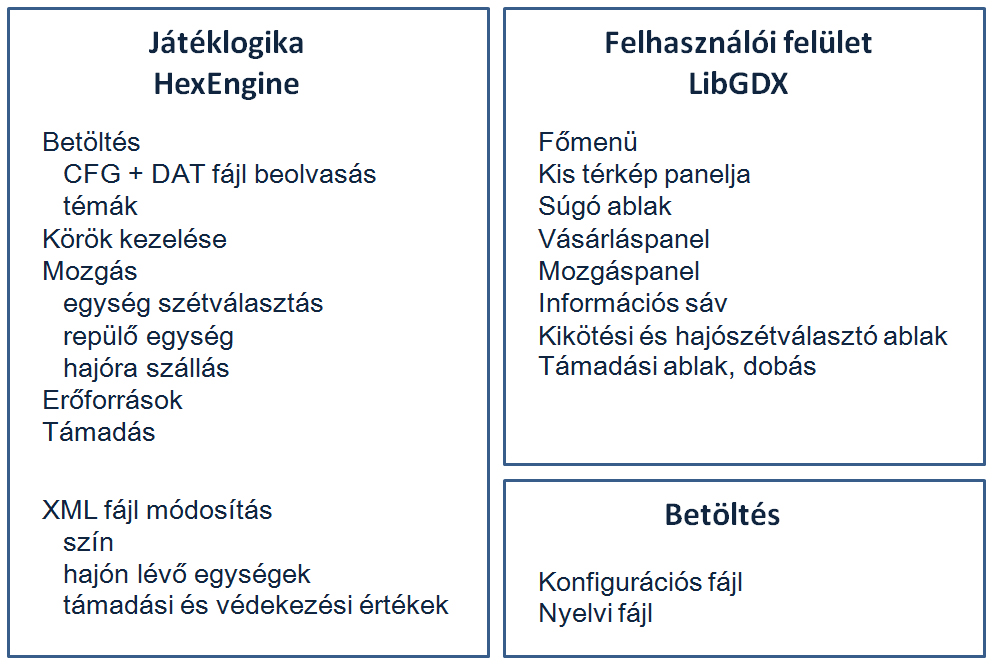 Játéklogika
HexEngine
Betöltés
CFG + DAT fájl beolvasás
témák
Körök kezelése
Mozgás
egység szétválasztás
repülő egység
hajóra szállás
Erőforrások
Támadás
XML fájl módosítás
szín
hajón lévő egységek
támadási és védekezési értékek
Felhasználói felület
LibGDX
Főmenü
Kis térkép panelja
Súgó ablak
Vásárláspanel
Mozgáspanel
Információs sáv
Kikötési és hajószétválasztó ablak
Támadási ablak, dobás
Betöltés
Konfigurációs fájl
Nyelvi fájl